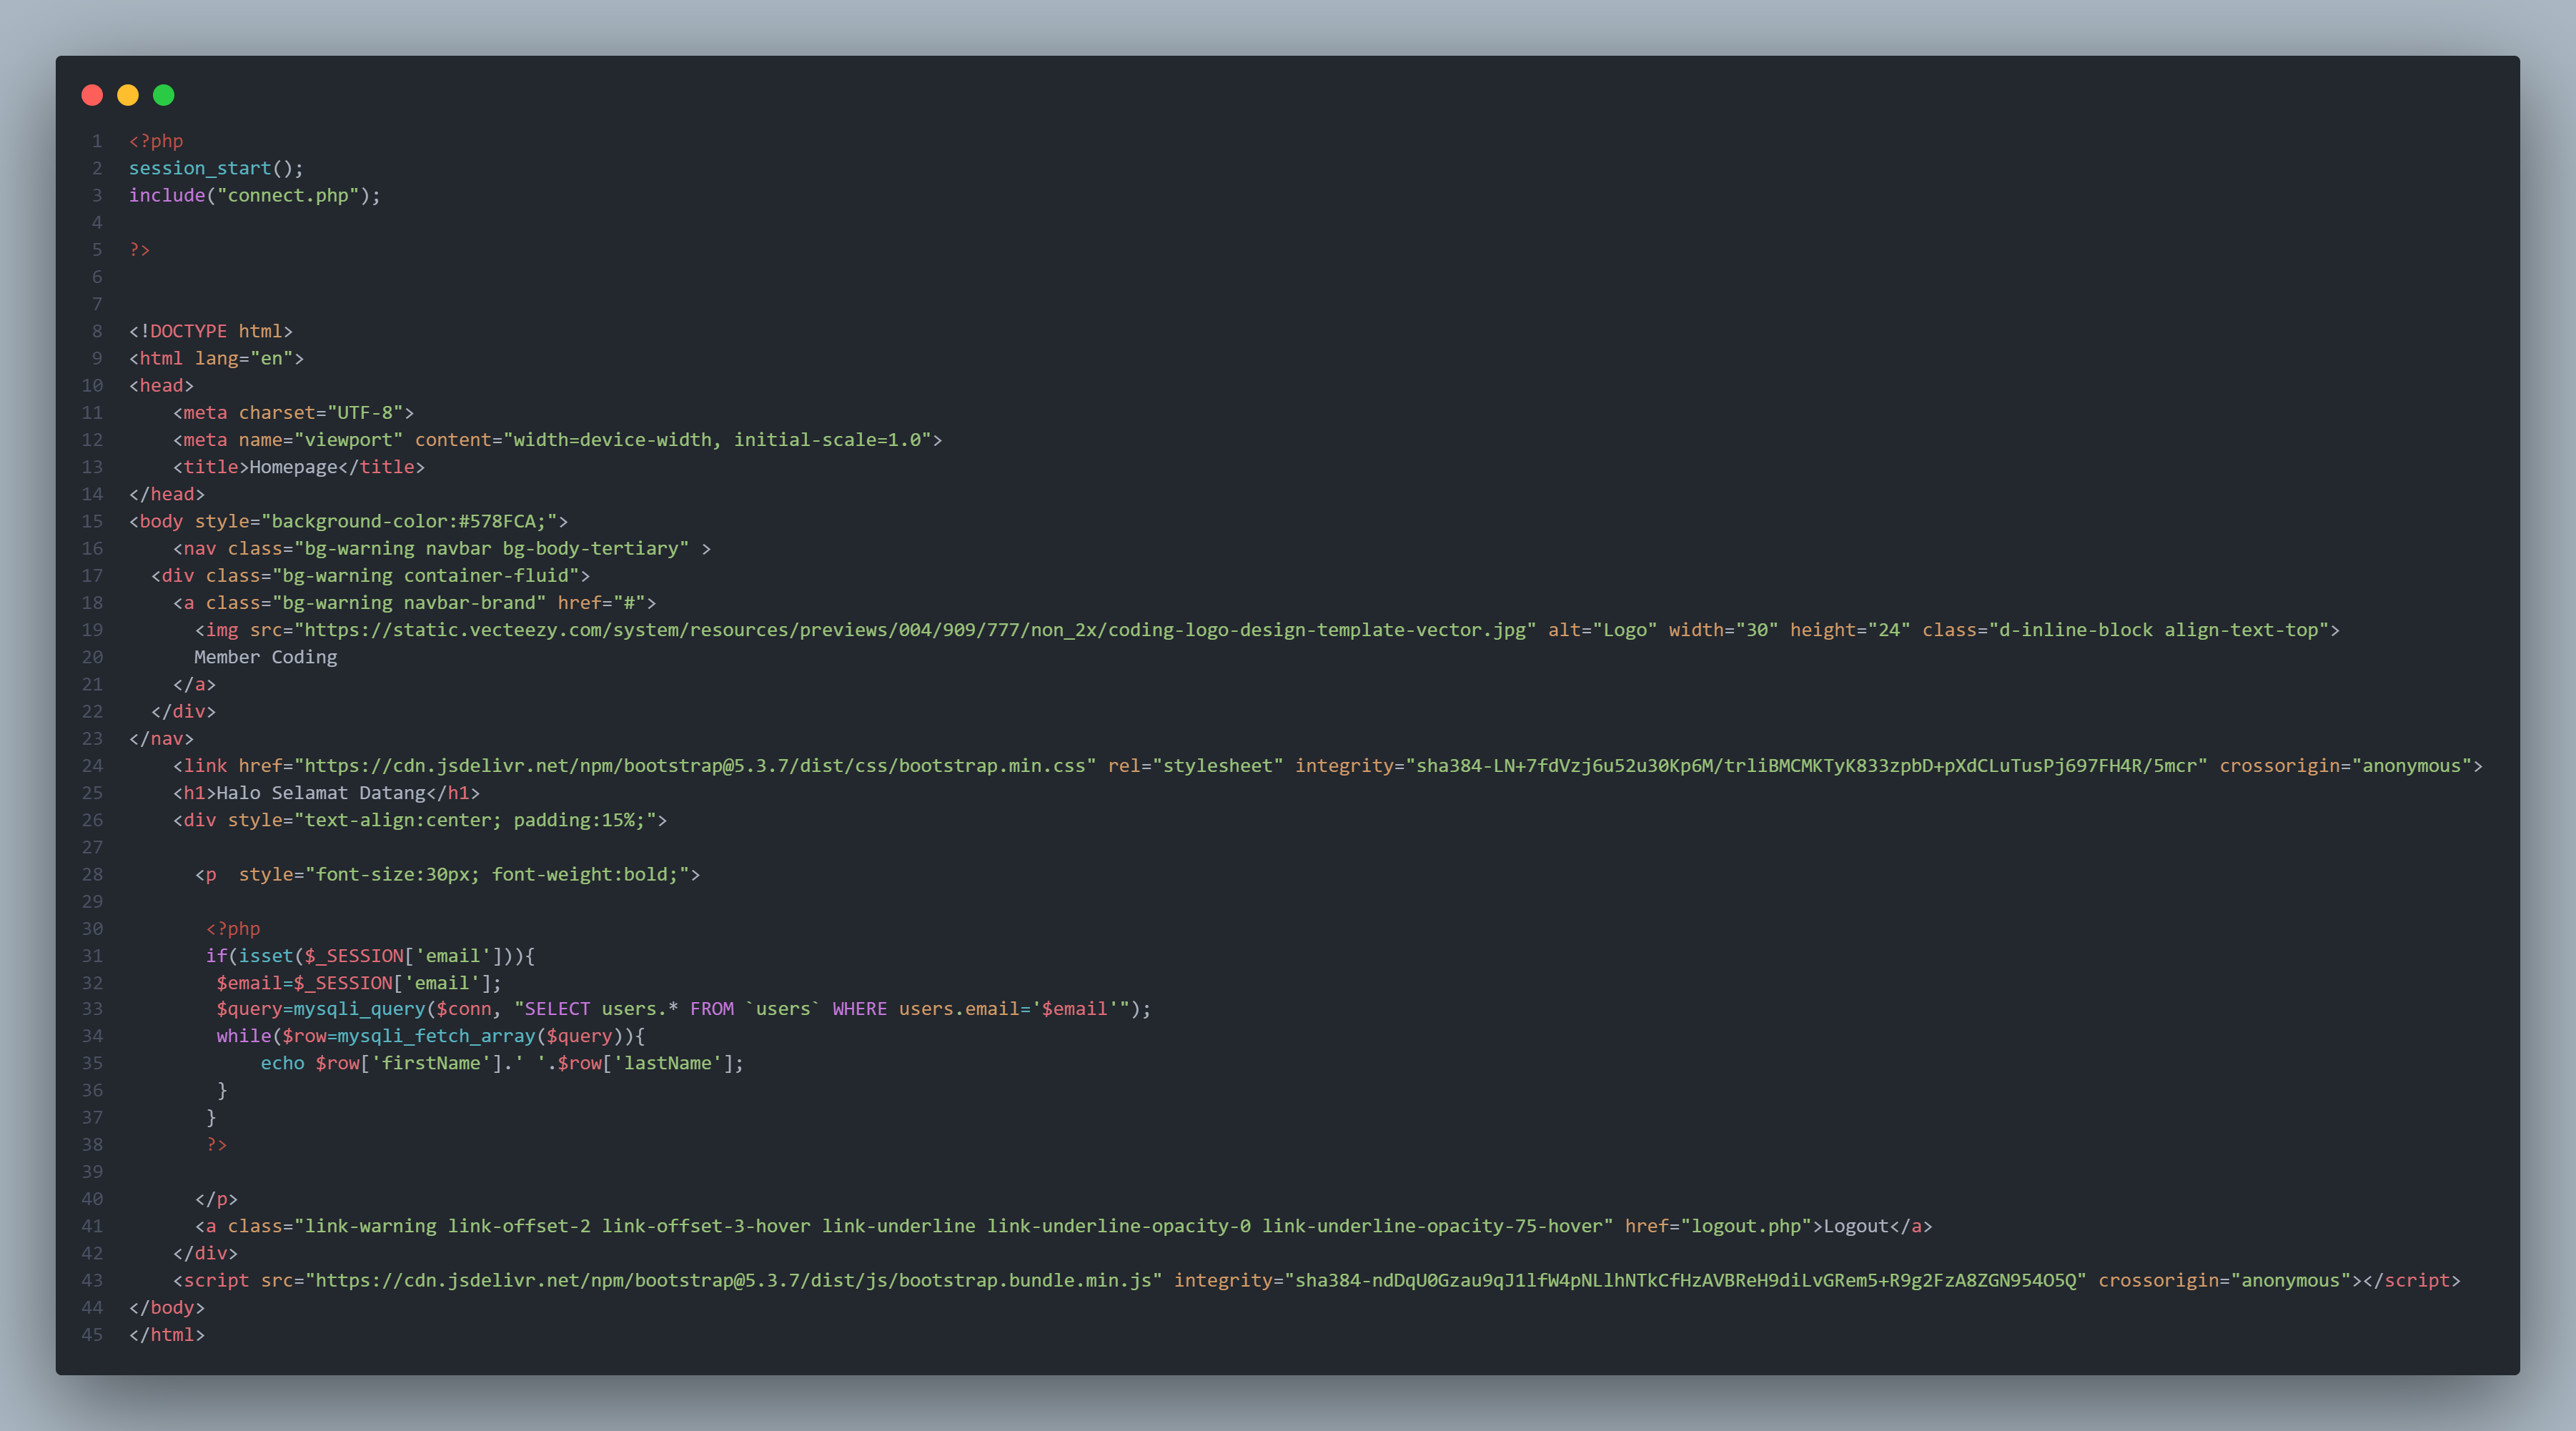 1 <?php
2 session_start();
3 include("connect.php");
4
5 ?>
6
7
8 <!DOCTYPE html>
9 <html lang="en">
10 <head>
11     <meta charset="UTF-8">
12     <meta name="viewport" content="width=device-width, initial-scale=1.0">
13     <title>Homepage</title>
14 </head>
15 <body style="background-color:#578FCA;">
16     <nav class="bg-warning navbar bg-body-tertiary" >
17   <div class="bg-warning container-fluid">
18     <a class="bg-warning navbar-brand" href="#">
19       <img src="https://static.vecteezy.com/system/resources/previews/004/909/777/non_2x/coding-logo-design-template-vector.jpg" alt="Logo" width="30" height="24" class="d-inline-block align-text-top">
20       Member Coding
21     </a>
22   </div>
23 </nav>
24     <link href="https://cdn.jsdelivr.net/npm/bootstrap@5.3.7/dist/css/bootstrap.min.css" rel="stylesheet" integrity="sha384-LN+7fdVzj6u52u30Kp6M/trliBMCMKTyK833zpbD+pXdCLuTusPj697FH4R/5mcr" crossorigin="anonymous">
25     <h1>Halo Selamat Datang</h1>
26     <div style="text-align:center; padding:15%;">
27
28       <p  style="font-size:30px; font-weight:bold;">
29
30        <?php
31        if(isset($_SESSION['email'])){
32         $email=$_SESSION['email'];
33         $query=mysqli_query($conn, "SELECT users.* FROM `users` WHERE users.email='$email'");
34         while($row=mysqli_fetch_array($query)){
35             echo $row['firstName'].' '.$row['lastName'];
36         }
37        }
38        ?>
39
40       </p>
41       <a class="link-warning link-offset-2 link-offset-3-hover link-underline link-underline-opacity-0 link-underline-opacity-75-hover" href="logout.php">Logout</a>
42     </div>
43     <script src="https://cdn.jsdelivr.net/npm/bootstrap@5.3.7/dist/js/bootstrap.bundle.min.js" integrity="sha384-ndDqU0Gzau9qJ1lfW4pNLlhNTkCfHzAVBReH9diLvGRem5+R9g2FzA8ZGN954O5Q" crossorigin="anonymous"></script>
44 </body>
45 </html>